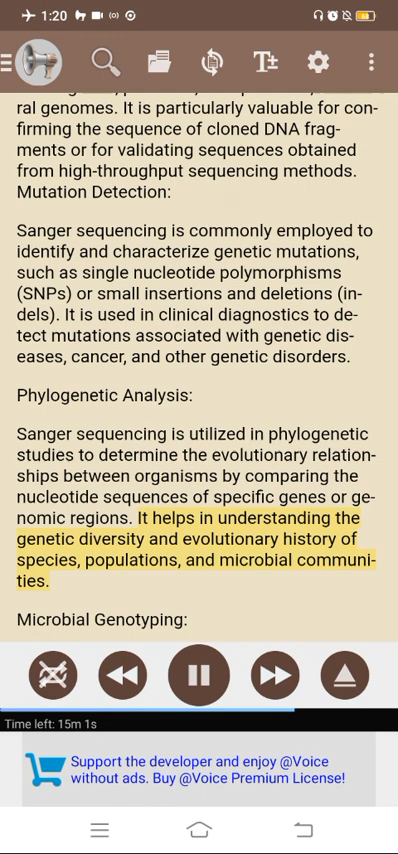 1:20
T±
ral genomes. It is particularly valuable for con-
firming the sequence of cloned DNA frag-
ments or for validating sequences obtained
from high-throughput sequencing methods.
Mutation Detection:
Sanger sequencing is commonly employed to
identify and characterize genetic mutations,
such as single nucleotide polymorphisms
(SNPs) or small insertions and deletions (in-
dels). It is used in clinical diagnostics to de-
tect mutations associated with genetic dis-
eases, cancer, and other genetic disorders.
Phylogenetic Analysis:
Sanger sequencing is utilized in phylogenetic
studies to determine the evolutionary relation-
ships between organisms by comparing the
nucleotide sequences of specific genes or ge-
nomic regions. It helps in understanding the
genetic diversity and evolutionary history of
species, populations, and microbial communi-
ties.
Microbial Genotyping:
Time left: 15m 1s
Support the developer and enjoy @Voice
without ads. Buy @Voice Premium License!